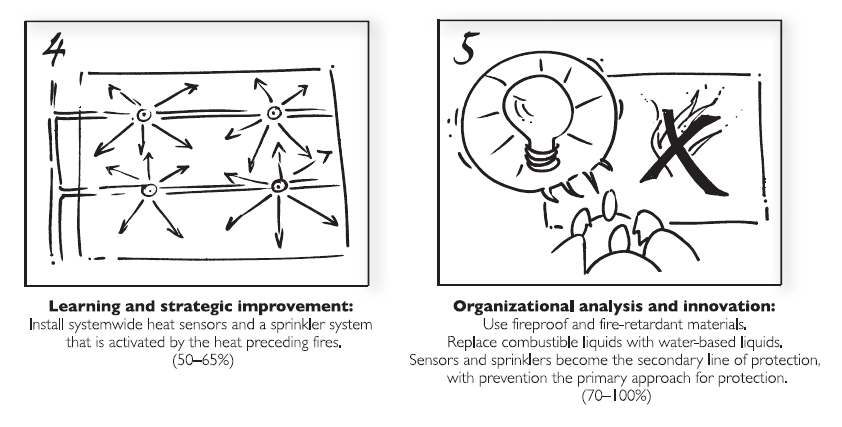 4
Learning and strategic improvement:
Install systemwide heat sensors and a sprinkler system
that is activated by the heat preceding fires.
(50–65%)
5
Organizational analysis and innovation:
Use fireproof and fire-retardant materials.
Replace combustible liquids with water-based liquids.
Sensors and sprinklers become the secondary line of protection,
with prevention the primary approach for protection.
(70–100%)